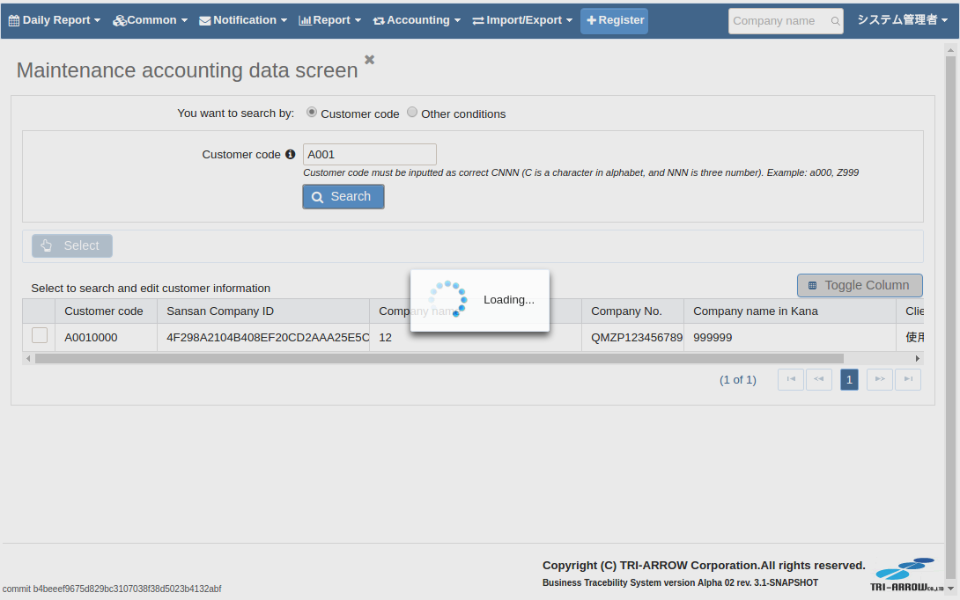 Daily Report Common Notification Report Accounting Import/Export Register Company name システム管理者
Maintenance accounting data screen
You want to search by: Customer code Other conditions
Customer code A001
Customer code must be inputted as correct CNNN (C is a character in alphabet, and NNN is three number). Example: a000, Z999
Search
Select
Loading...
Select to search and edit customer information Toggle Column
Customer code Sansan Company ID Company name Company No. Company name in Kana Clie
A0010000 4F298A2104B408EF20CD2AAA25E5C 12 QMZP123456789 999999 使用
(1 of 1) 1
Copyright (C) TRI-ARROW Corporation.All rights reserved.
Business Tracebility System version Alpha 02 rev. 3.1-SNAPSHOT
TRI-ARROW CO.,LTD
commit b4beeef9675d829bc3107038f38d5023b4132abf